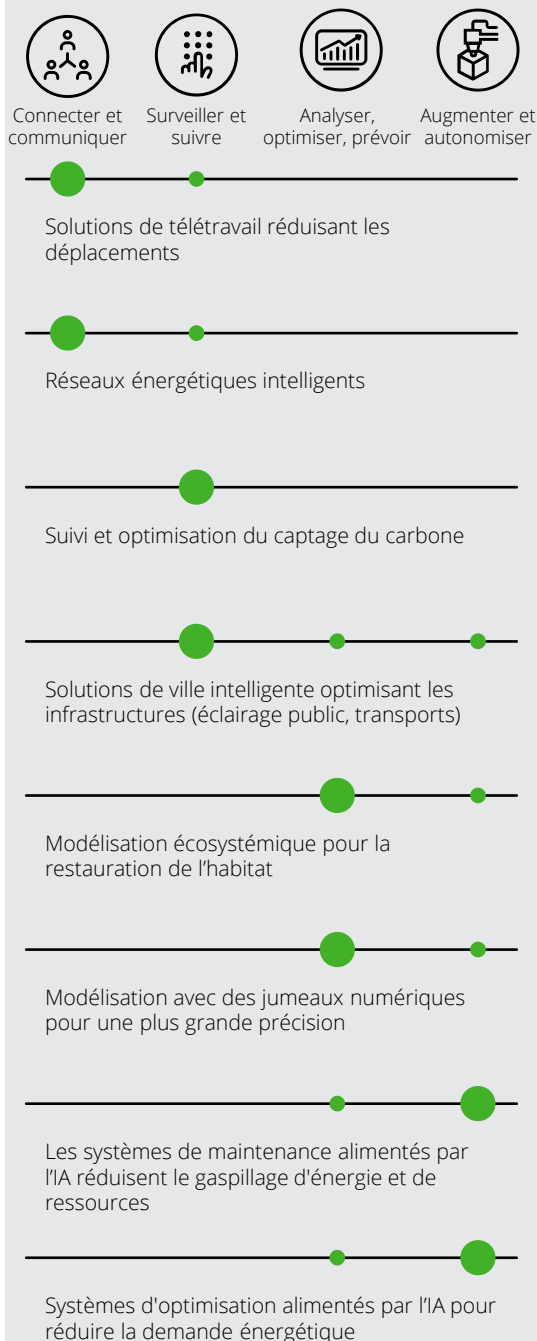 Connecter et
communiquer
Surveiller et
suivre
Analyser,
optimiser, prévoir
Augmenter et
autonomiser
Solutions de télétravail réduisant les
déplacements
Réseaux énergétiques intelligents
Suivi et optimisation du captage du carbone
Solutions de ville intelligente optimisant les
infrastructures (éclairage public, transports)
Modélisation écosystémique pour la
restauration de l’habitat
Modélisation avec des jumeaux numériques
pour une plus grande précision
Les systèmes de maintenance alimentés par
l’IA réduisent le gaspillage d'énergie et de
ressources
Systèmes d'optimisation alimentés par l’IA pour
réduire la demande énergétique